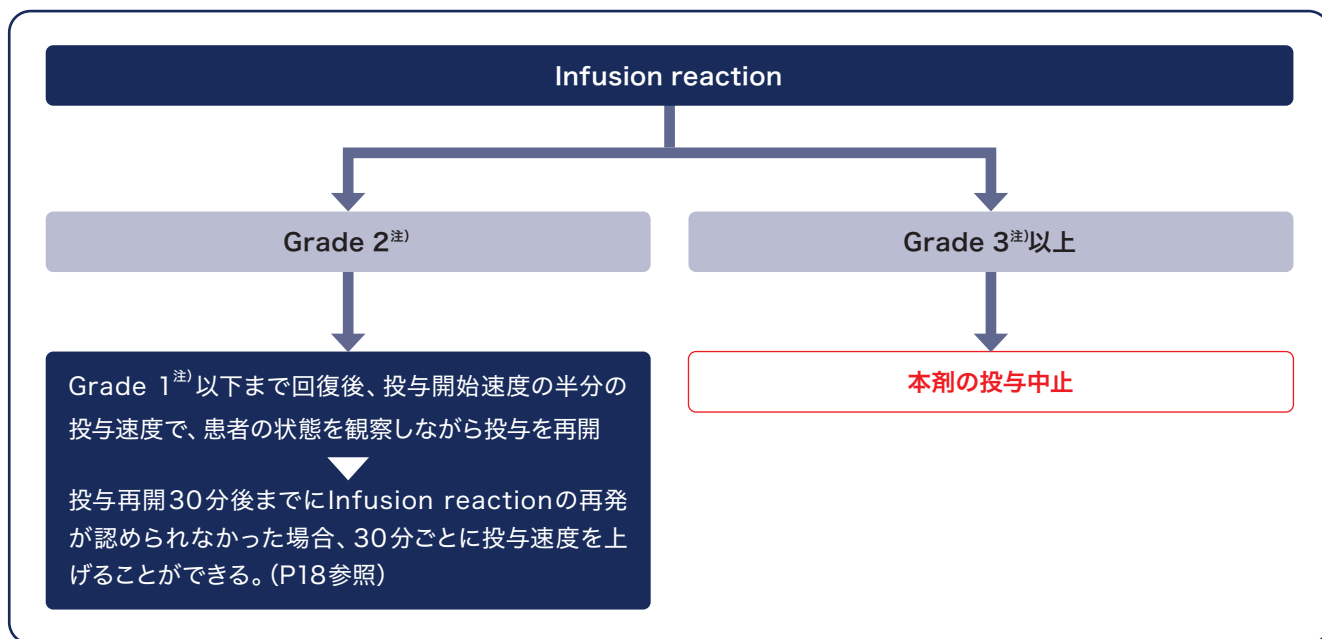 Infusion reaction
Grade 2注)
Grade 3注)以上
Grade 1注)以下まで回復後、投与開始速度の半分の
投与速度で、患者の状態を観察しながら投与を再開
投与再開30分後までにInfusion reactionの再発
が認められなかった場合、30分ごとに投与速度を上
げることができる。(P18参照)
本剤の投与中止